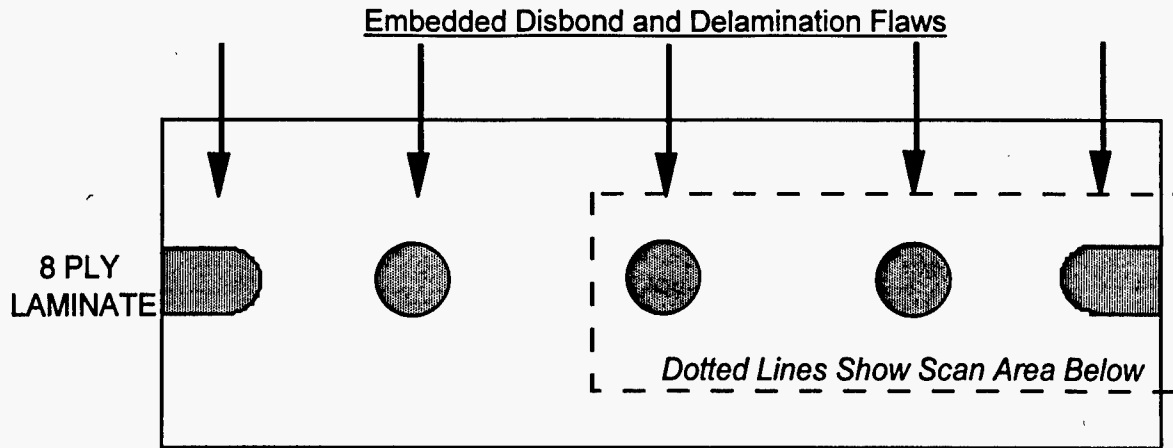 Embedded Disbond and Delamination Flaws
8 PLY
LAMINATE
Dotted Lines Show Scan Area Below